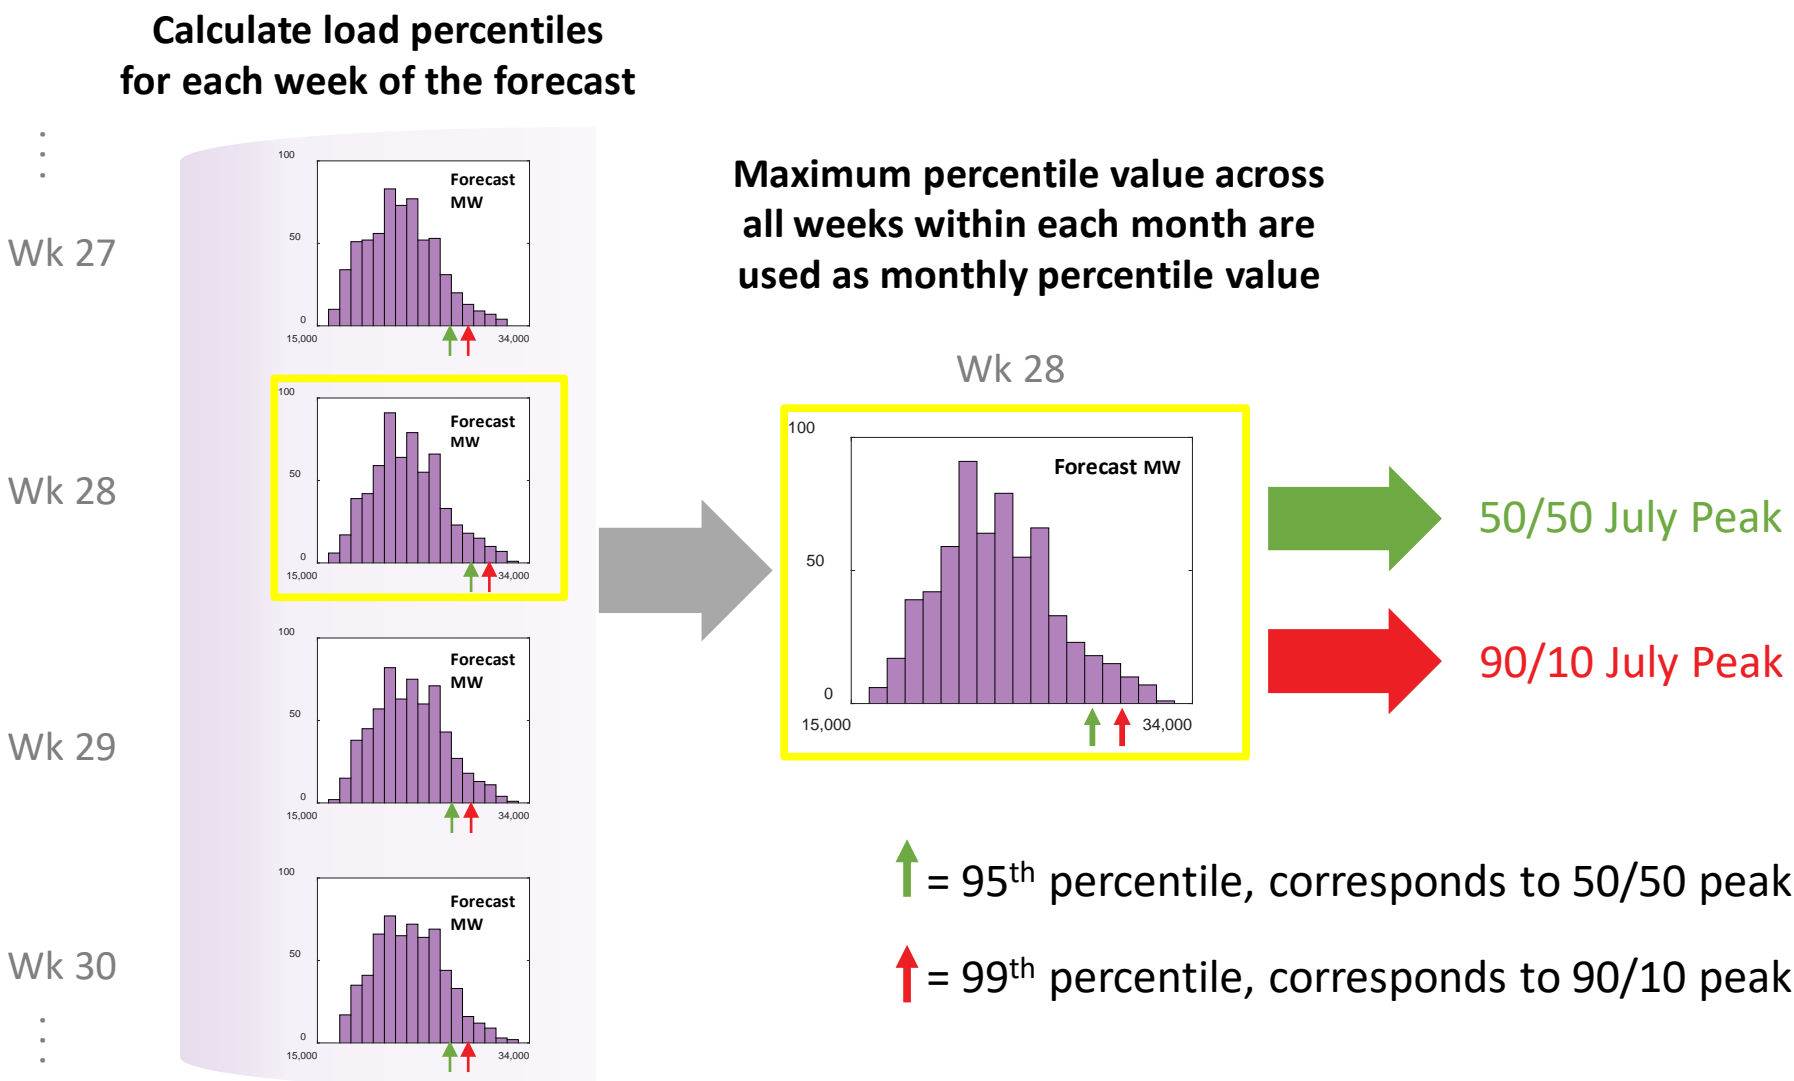 Calculate load percentiles
for each week of the forecast
Wk 27
100
50
0
15,000
34,000
Forecast
MW
Wk 28
100
50
0
15,000
34,000
Forecast
MW
Wk 29
100
50
0
15,000
34,000
Forecast
MW
Wk 30
100
50
0
15,000
34,000
Forecast
MW
Maximum percentile value across
all weeks within each month are
used as monthly percentile value
Wk 28
100
50
0
15,000
34,000
Forecast MW
50/50 July Peak
90/10 July Peak
= 95th percentile, corresponds to 50/50 peak
= 99th percentile, corresponds to 90/10 peak